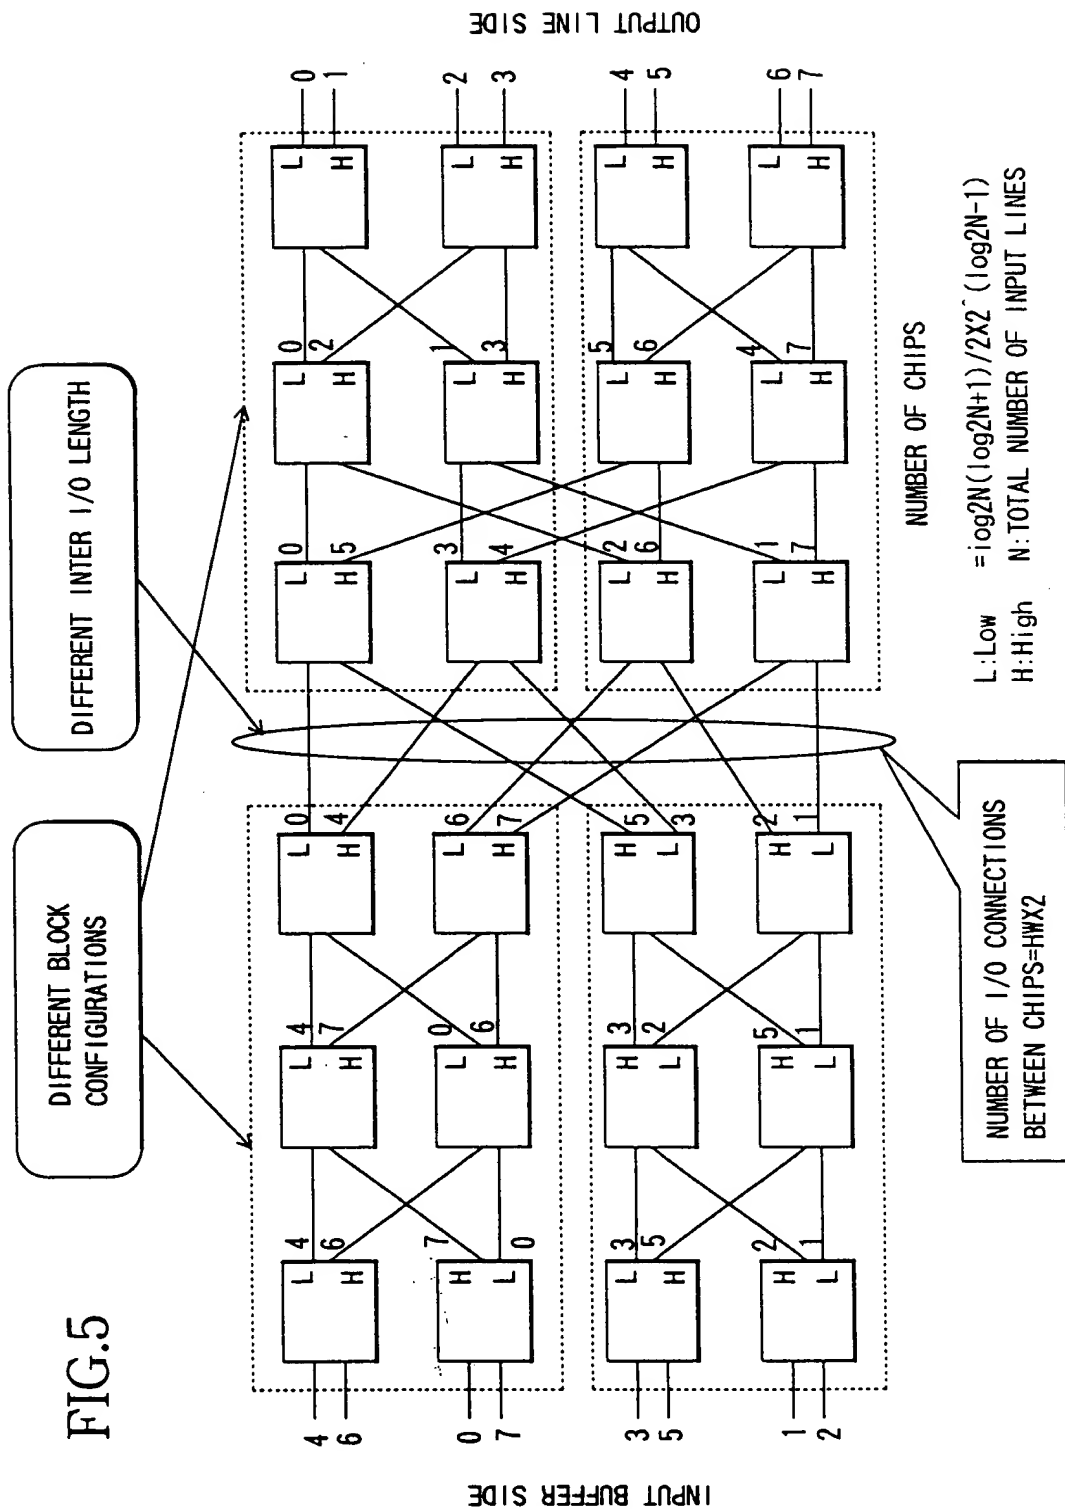 FIG.5
DIFFERENT BLOCK
CONFIGURATIONS
DIFFERENT INTER I/O LENGTH
INPUT BUFFER SIDE
4 L 4 L 4 L 0 L 0 L 0 L 0
6 H 6 H 7 H 4 H 5 H 2 H 1
0 H 7 L 0 L 6 L 3 L 1 L 2
7 L 0 H 6 H 7 H 4 H 3 H 3
3 L 3 H 3 H 5 L 2 L 5 L 4
5 H 5 L 2 L 3 H 6 H 6 H 5
1 H 2 H 5 H 2 L 1 L 4 L 6
2 L 1 L 1 L 1 H 7 H 7 H 7
OUTPUT LINE SIDE
NUMBER OF I/O CONNECTIONS
BETWEEN CHIPS=HWX2
NUMBER OF CHIPS
=log2N(log2N+1)/2X2^(log2N-1)
L:Low
H:High N:TOTAL NUMBER OF INPUT LINES